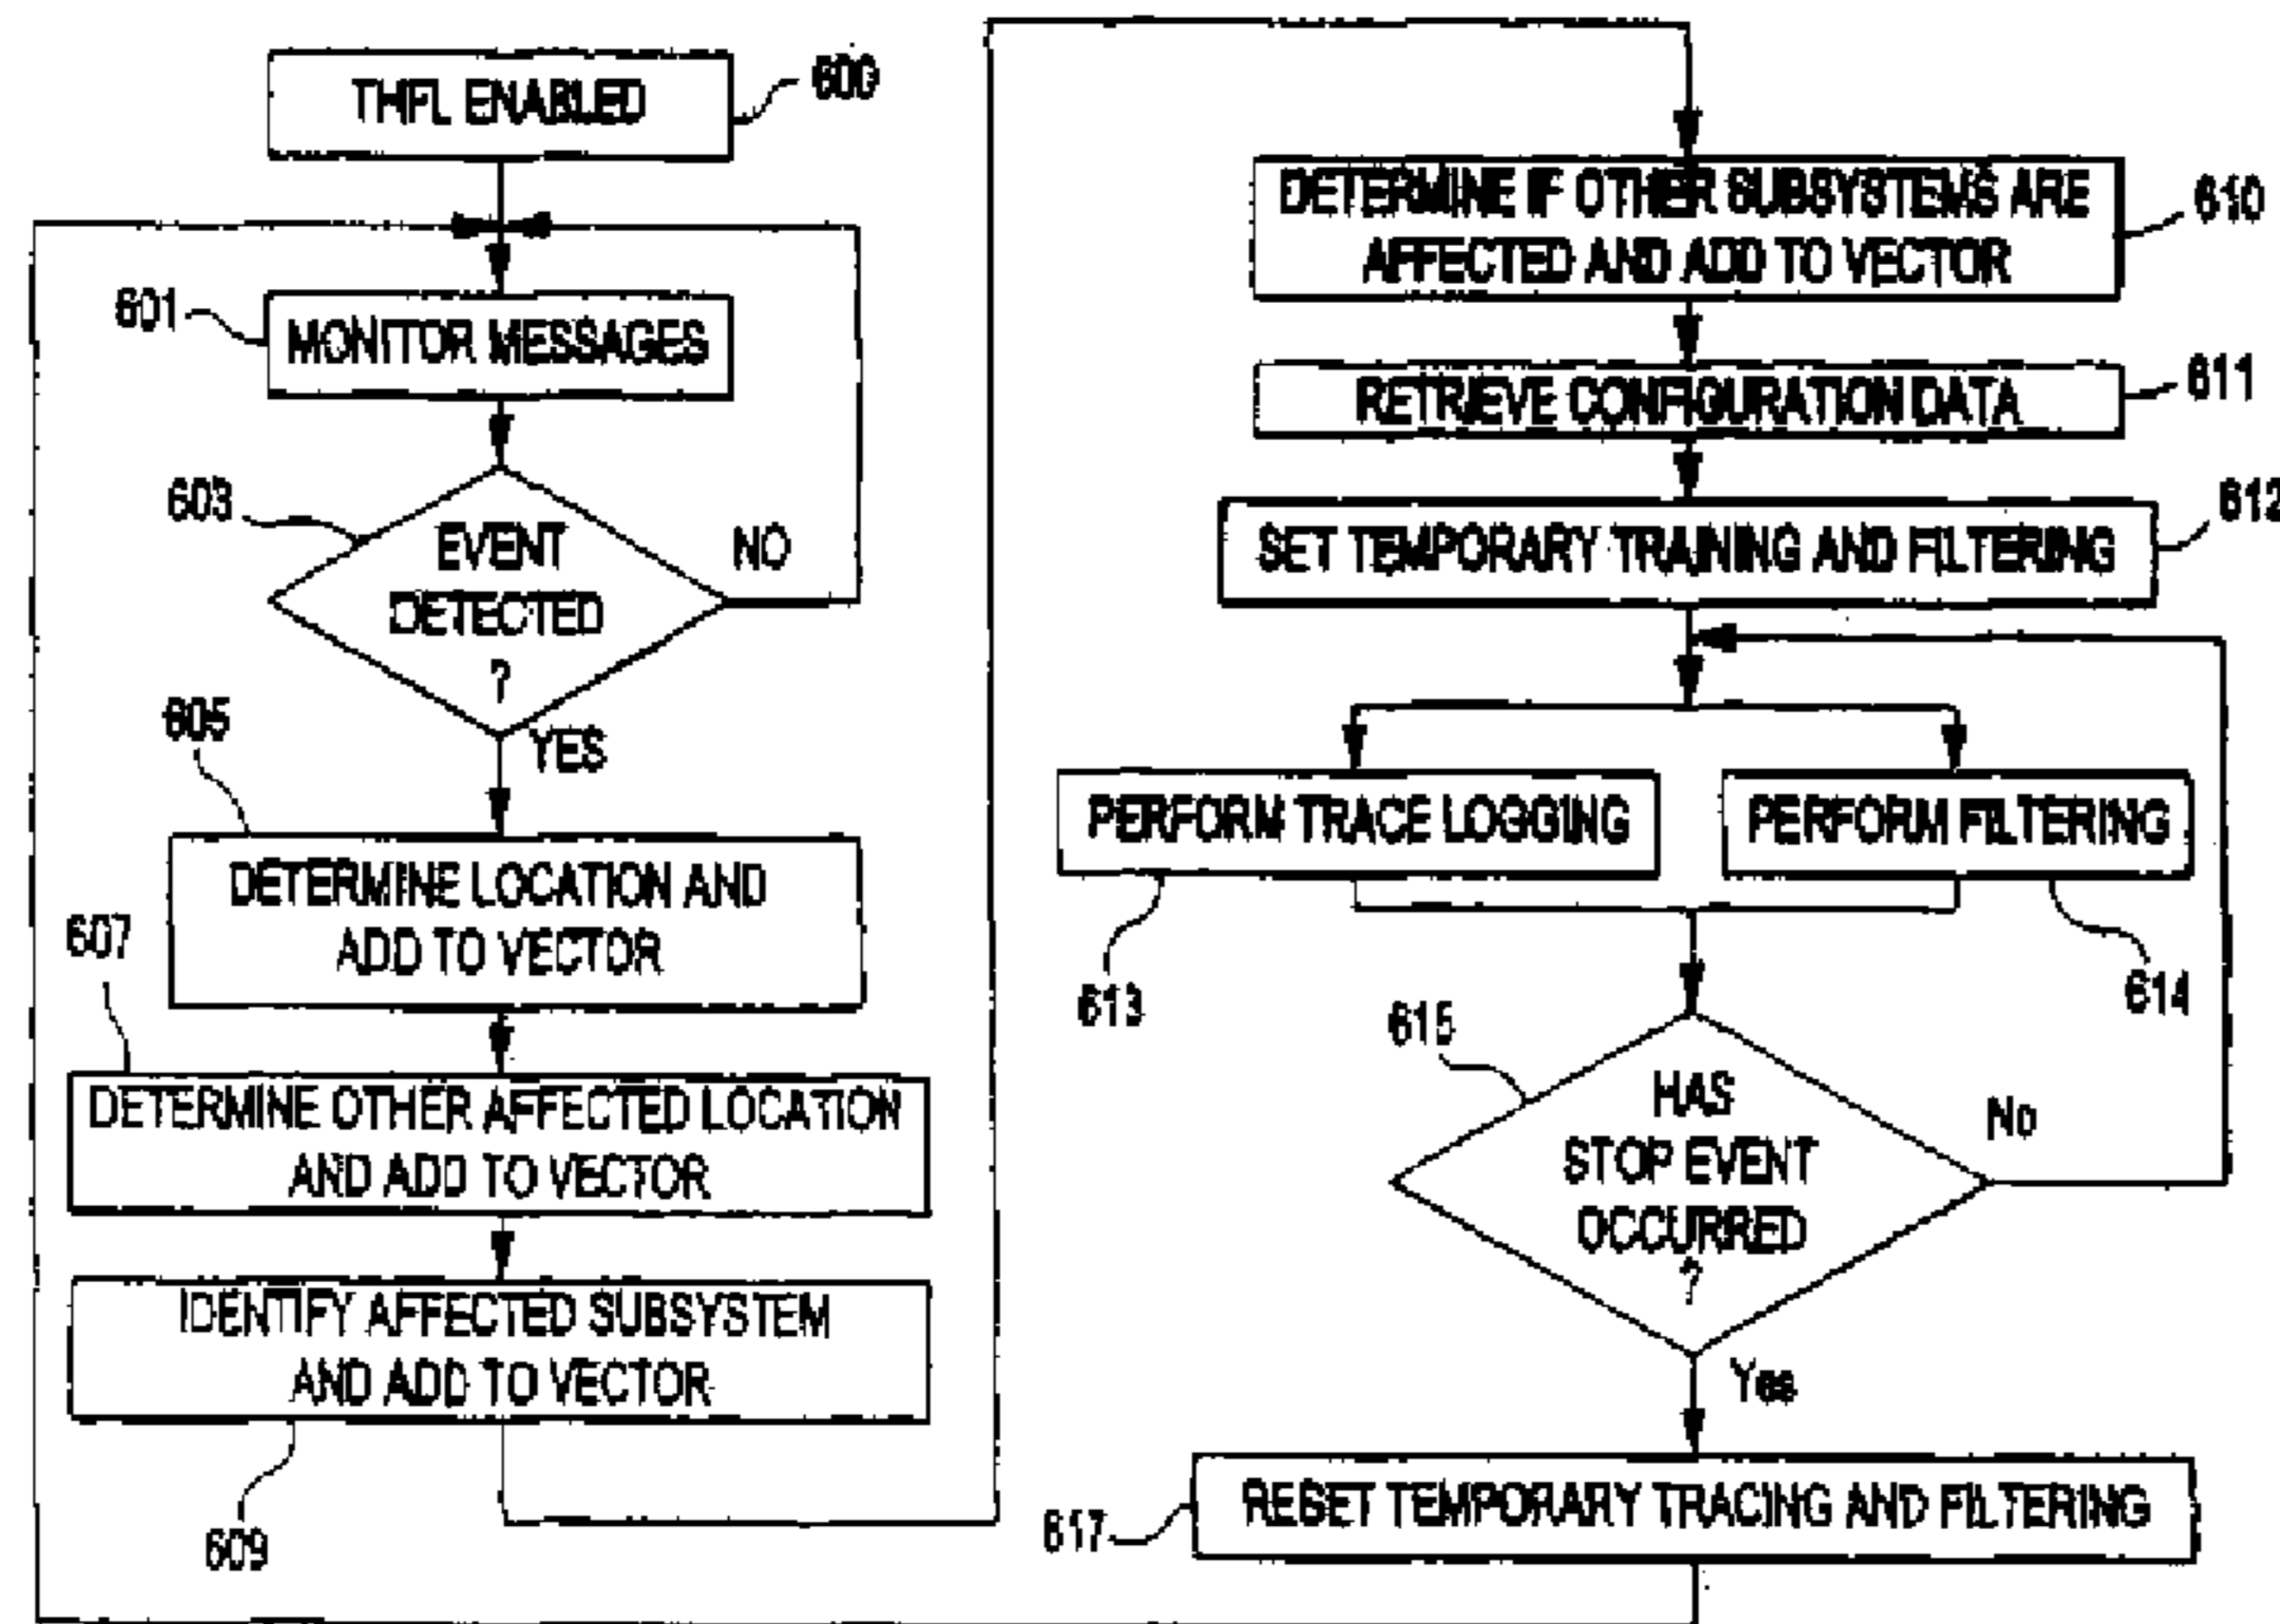 THFL ENABLED
600
601
MONITOR MESSAGES
603
EVENT
DETECTED
?
NO
YES
605
DETERMINE LOCATION AND
ADD TO VECTOR
607
DETERMINE OTHER AFFECTED LOCATION
AND ADD TO VECTOR
IDENTIFY AFFECTED SUBSYSTEM
AND ADD TO VECTOR
609
DETERMINE IF OTHER SUBSYSTEMS ARE
AFFECTED AND ADD TO VECTOR
610
RETRIEVE CONFIGURATION DATA
611
612
SET TEMPORARY TRAINING AND FILTERING
PERFORM TRACE LOGGING
PERFORM FILTERING
613
614
615
HAS
STOP EVENT
OCCURRED
?
No
Yes
617
RESET TEMPORARY TRACING AND FILTERING